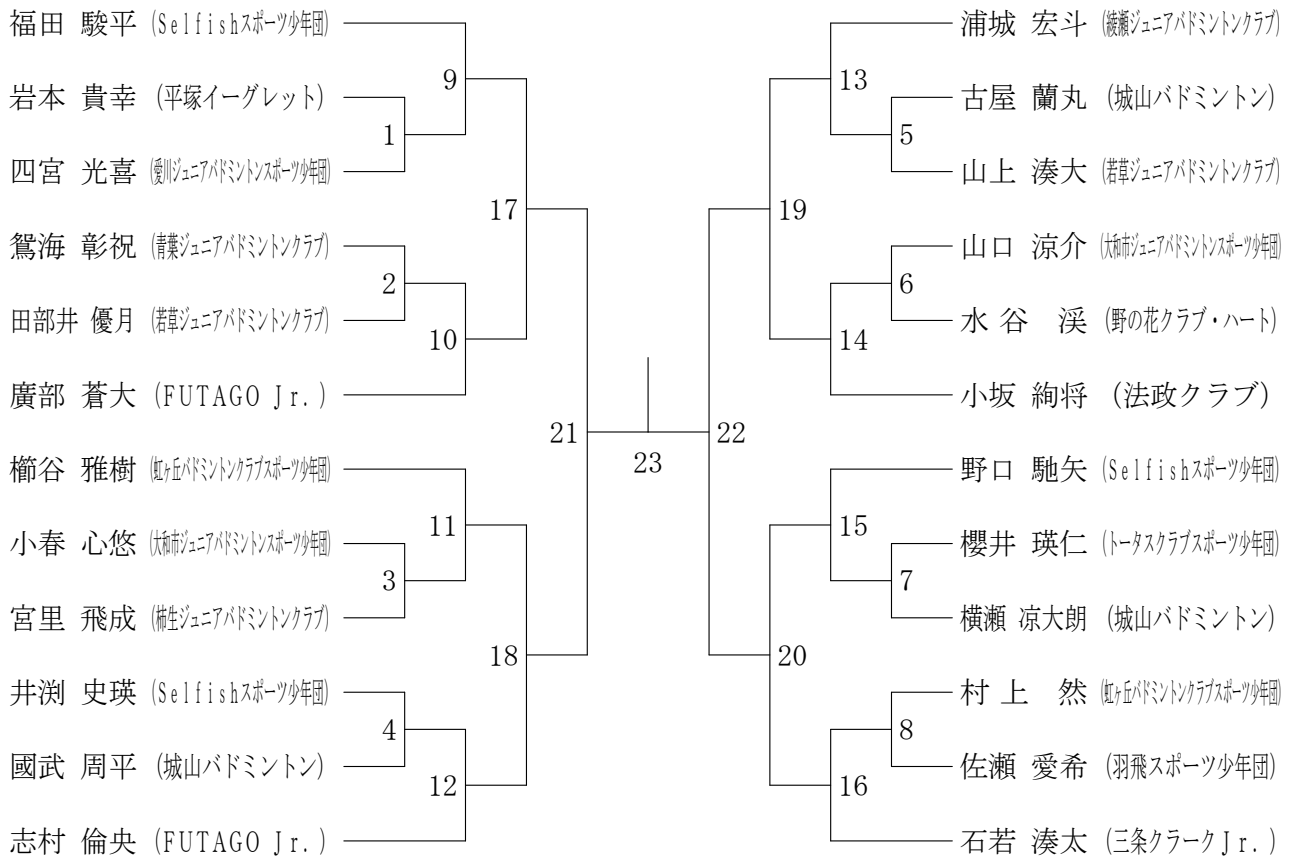 福田 駿平 (Selfishスポーツ少年団)
岩本 貴幸 (平塚イーグレット)
四宮 光喜 (愛川ジュニアバドミントンスポーツ少年団)
鴛海 彰祝 (青葉ジュニアバドミントンクラブ)
田部井 優月 (若草ジュニアバドミントンクラブ)
廣部 蒼大 (FUTAGO Jr.)
櫛谷 雅樹 (虹ヶ丘バドミントンクラブスポーツ少年団)
小春 心悠 (大和市ジュニアバドミントンスポーツ少年団)
宮里 飛成 (柿生ジュニアバドミントンクラブ)
井渕 史瑛 (Selfishスポーツ少年団)
國武 周平 (城山バドミントン)
志村 倫央 (FUTAGO Jr.)
9
1
17
2
10
21
11
3
18
4
12
23
浦城 宏斗 (綾瀬ジュニアバドミントンクラブ)
古屋 蘭丸 (城山バドミントン)
山上 湊大 (若草ジュニアバドミントンクラブ)
山口 涼介 (大和市ジュニアバドミントンスポーツ少年団)
水谷 渓 (野の花クラブ・ハート)
小坂 絢将 (法政クラブ)
野口 馳矢 (Selfishスポーツ少年団)
櫻井 瑛仁 (トータスクラブスポーツ少年団)
横瀬 凉大朗 (城山バドミントン)
村上 然 (虹ヶ丘バドミントンクラブスポーツ少年団)
佐瀬 愛希 (羽飛スポーツ少年団)
石若 湊太 (三条クラークJr.)
13
5
19
6
14
22
15
7
20
8
16